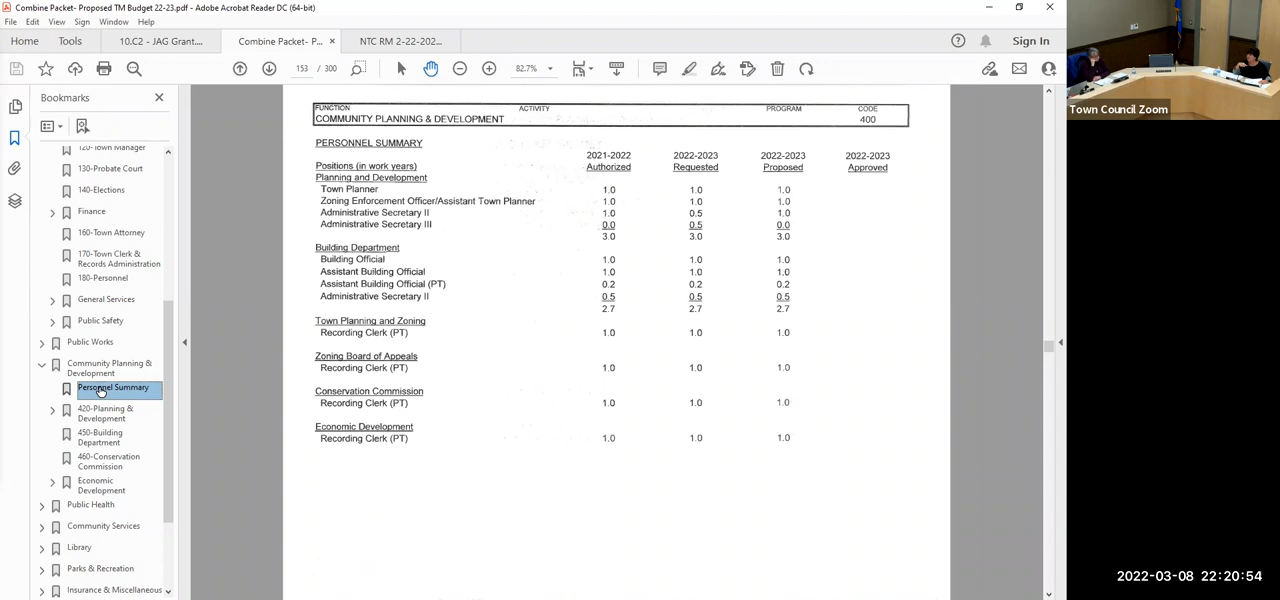 Combine Packet- Proposed TM Budget 22-23.pdf - Adobe Acrobat Reader DC (64-bit)
File Edit View Sign Window Help
Home Tools 10.C2 - JAG Grant... Combine Packet- P... × NTC RM 2-22-202... Sign In
153 / 300 82.7%
Bookmarks
120-Town Manager
130-Probate Court
140-Elections
Finance
160-Town Attorney
170-Town Clerk &
Records Administration
180-Personnel
General Services
Public Safety
Public Works
Community Planning &
Development
Personnel Summary
420-Planning &
Development
450-Building
Department
460-Conservation
Commission
Economic
Development
Public Health
Community Services
Library
Parks & Recreation
Insurance & Miscellaneous
FUNCTION ACTIVITY PROGRAM CODE
COMMUNITY PLANNING & DEVELOPMENT 400
PERSONNEL SUMMARY
2021-2022 2022-2023 2022-2023 2022-2023
Positions (in work years) Authorized Requested Proposed Approved
Planning and Development
Town Planner 1.0 1.0 1.0
Zoning Enforcement Officer/Assistant Town Planner 1.0 1.0 1.0
Administrative Secretary II 1.0 0.5 1.0
Administrative Secretary III 0.0 0.5 0.0
3.0 3.0 3.0
Building Department
Building Official 1.0 1.0 1.0
Assistant Building Official 1.0 1.0 1.0
Assistant Building Official (PT) 0.2 0.2 0.2
Administrative Secretary II 0.5 0.5 0.5
2.7 2.7 2.7
Town Planning and Zoning
Recording Clerk (PT) 1.0 1.0 1.0
Zoning Board of Appeals
Recording Clerk (PT) 1.0 1.0 1.0
Conservation Commission
Recording Clerk (PT) 1.0 1.0 1.0
Economic Development
Recording Clerk (PT) 1.0 1.0 1.0
Town Council Zoom
2022-03-08 22:20:54